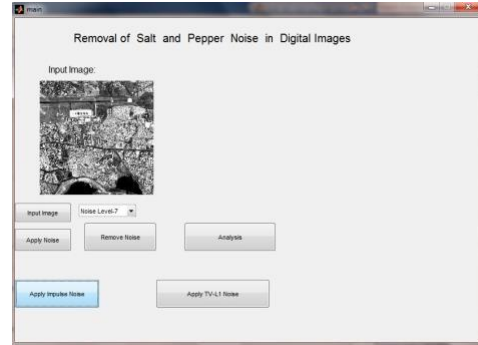 main
Removal of Salt and Pepper Noise in Digital Images
Input Image:
Input Image
Noise Level-7
Apply Noise
Remove Noise
Analysis
Apply Impulse Noise
Apply TV-L1 Noise